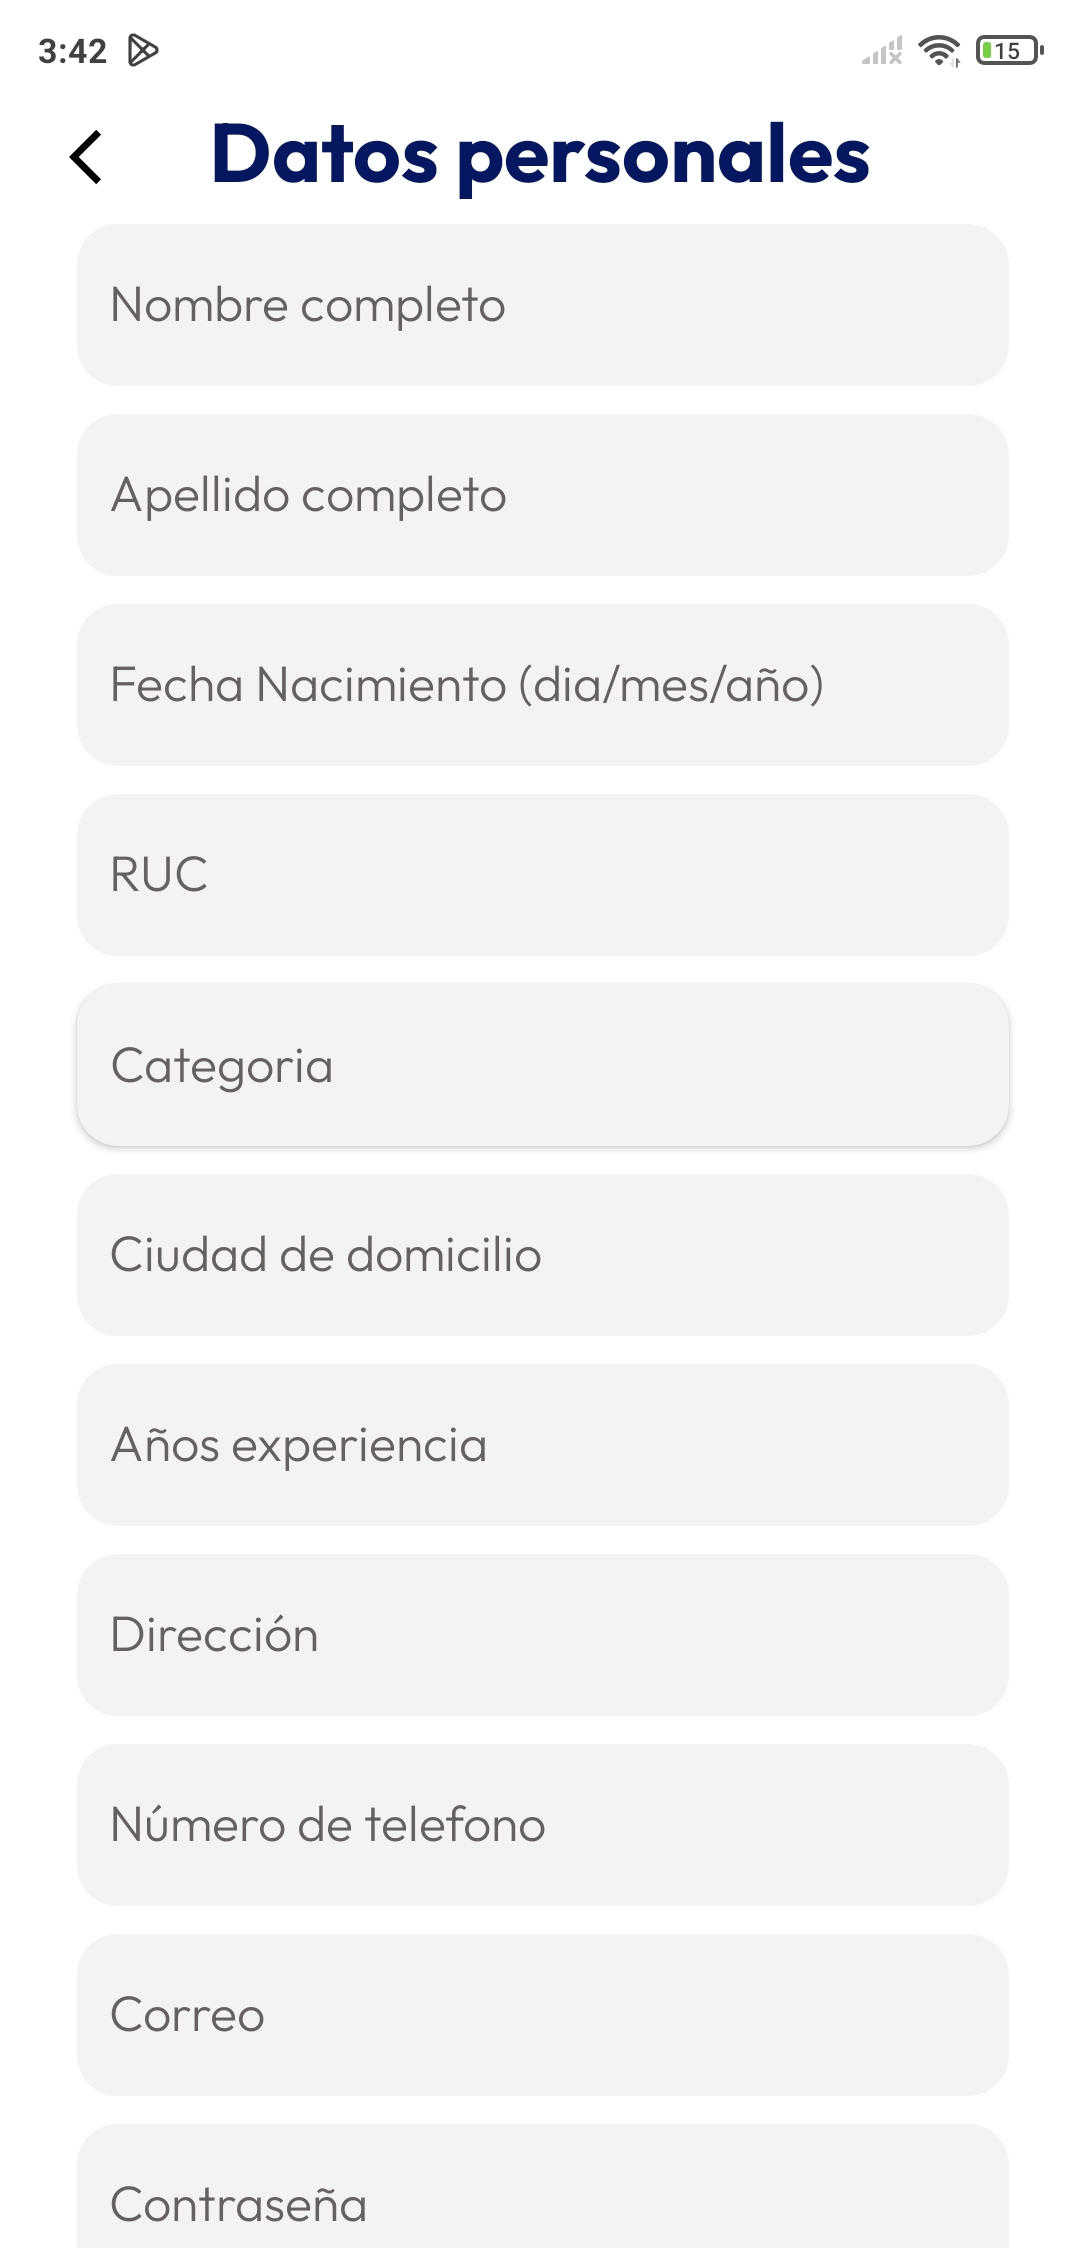 3:42
15
Datos personales
Nombre completo
Apellido completo
Fecha Nacimiento (dia/mes/año)
RUC
Categoria
Ciudad de domicilio
Años experiencia
Dirección
Número de telefono
Correo
Contraseña